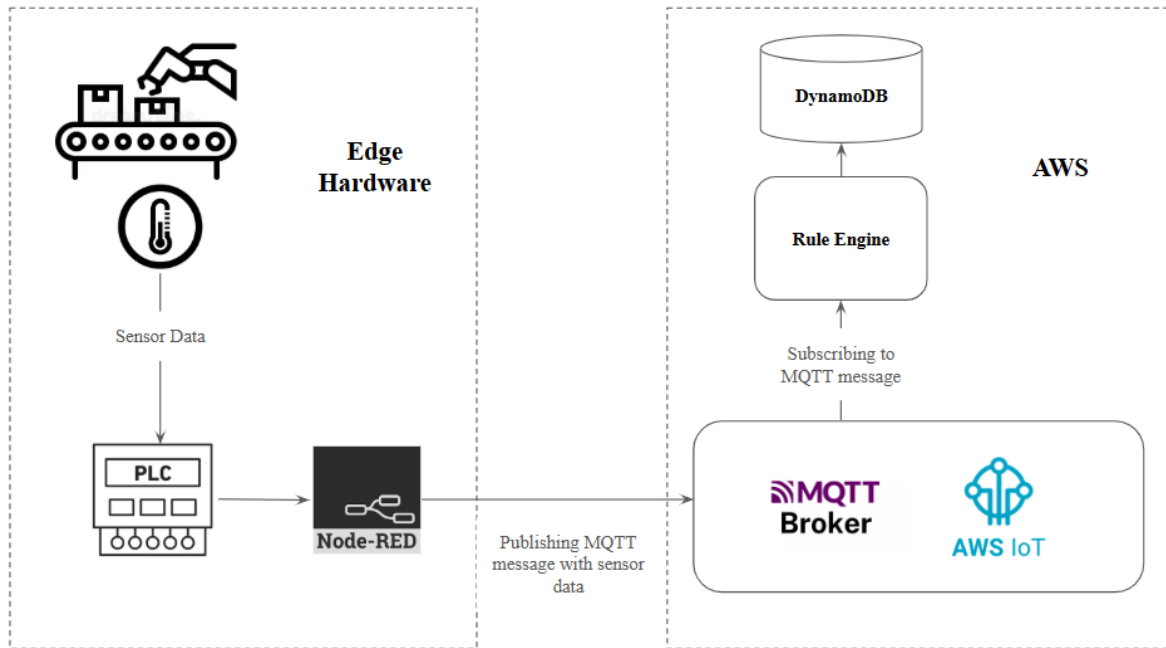 Edge
Hardware
Sensor Data
PLC
Node-RED
Publishing MQTT
message with sensor
data
AWS
DynamoDB
Rule Engine
Subscribing to
MQTT message
MQTT
Broker
AWS IoT